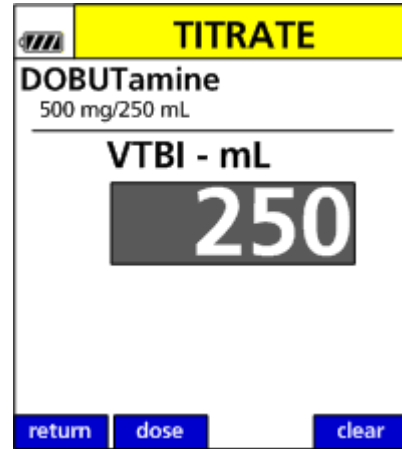 TITRATE
DOBUTamine
500 mg/250 mL
VTBI - mL
250
return dose clear